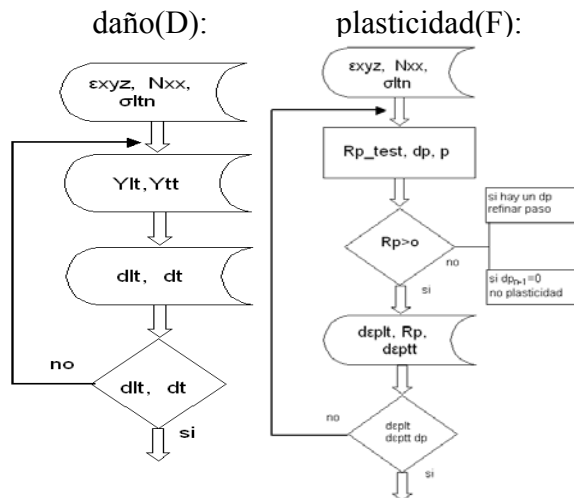 daño(D):
εxyz, Nxx,
σltn
Ylt,Ytt
dlt, dt
no
dlt, dt
si
plasticidad(F):
εxyz, Nxx,
σltn
Rp_test, dp, p
si hay un dp
refinar paso
Rp>o
no
si dpn-1=0
no plasticidad
si
dεplt, Rp,
dεptt
no
dεplt
dεptt dp
si